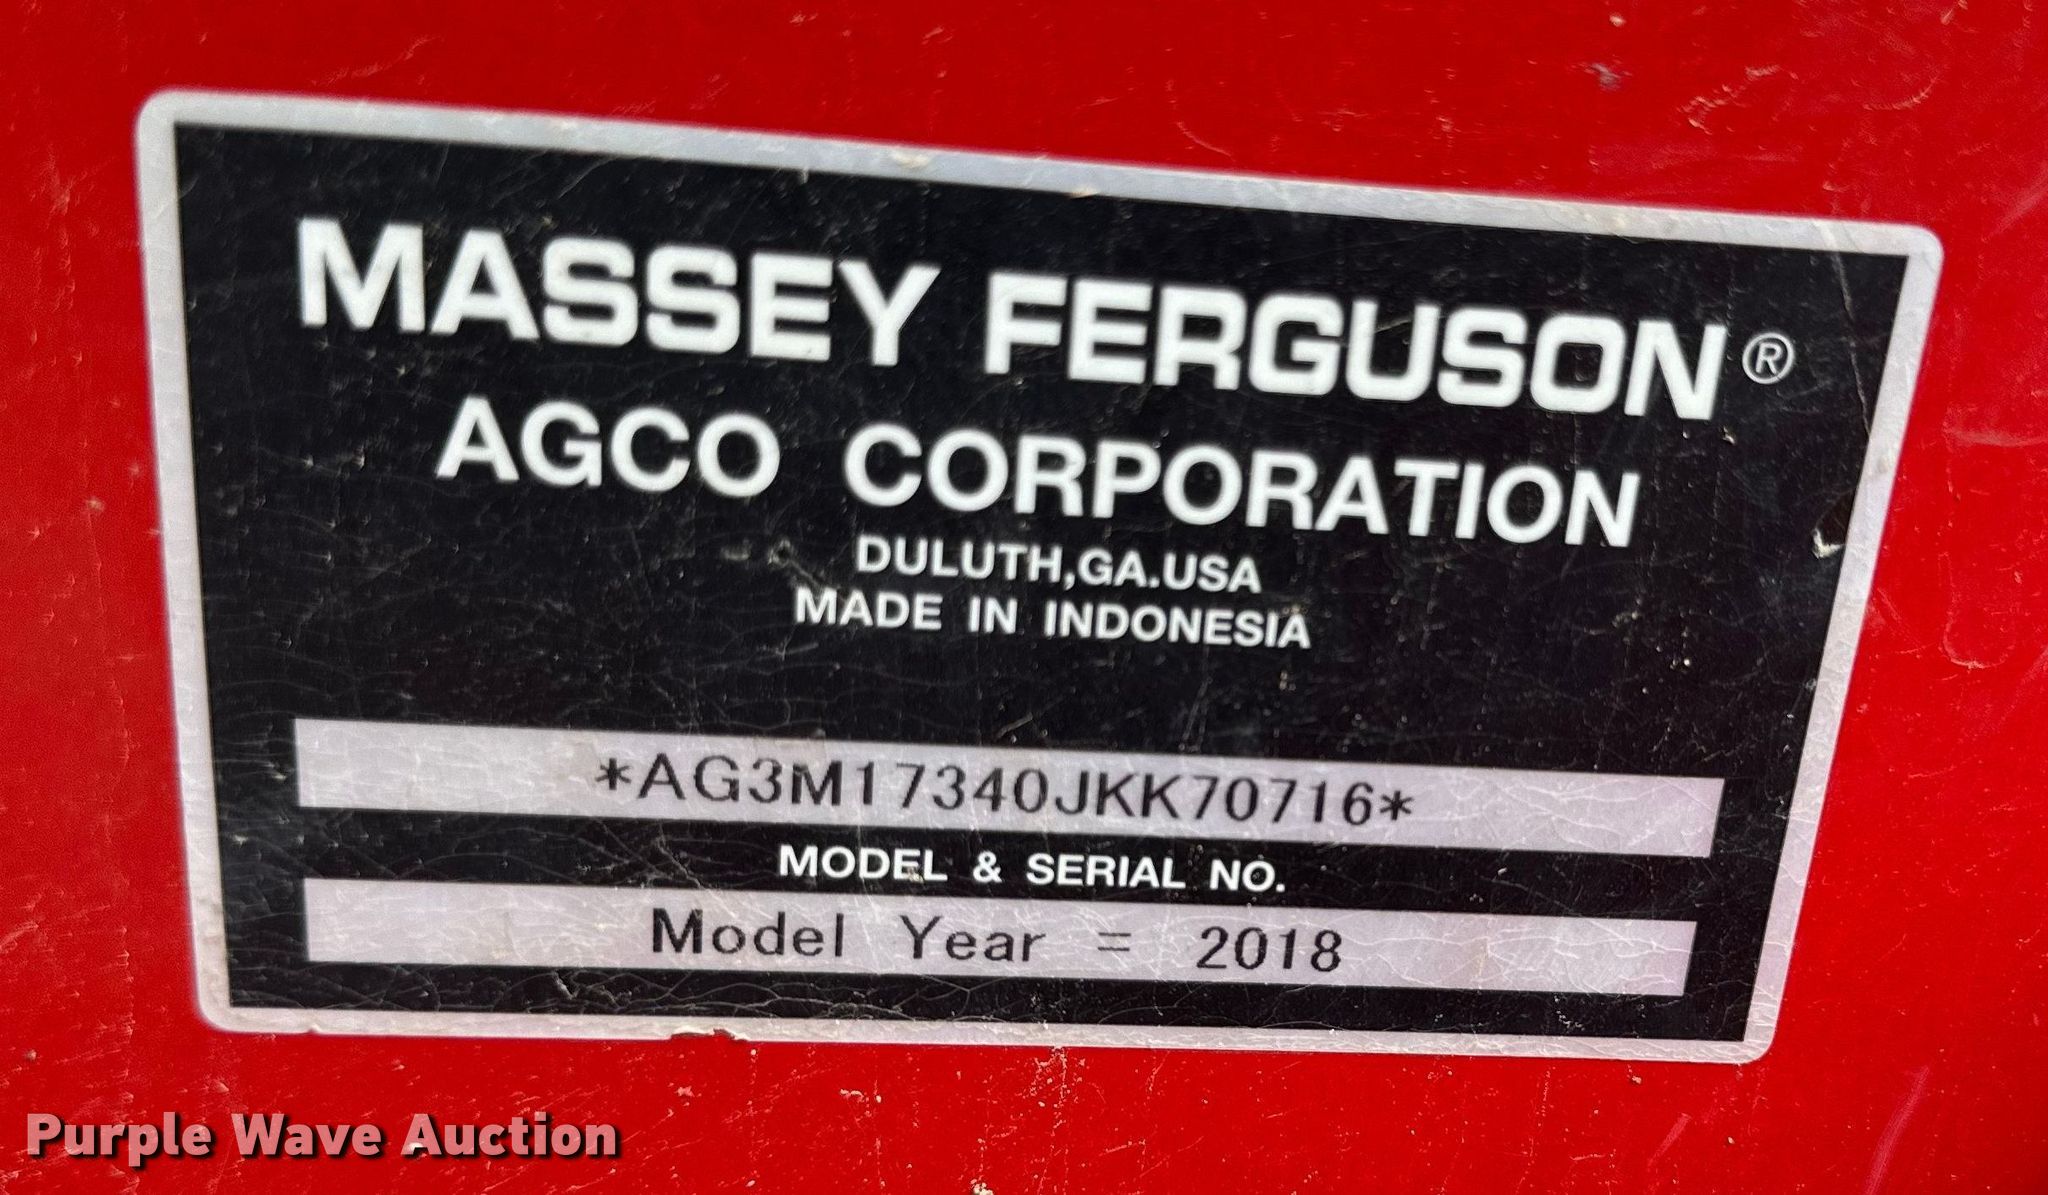 MASSEY FERGUSON®
AGCO CORPORATION
DULUTH,GA.USA
MADE IN INDONESIA
*AG3M17340JKK70716*
MODEL & SERIAL NO.
Model Year = 2018
Purple Wave Auction